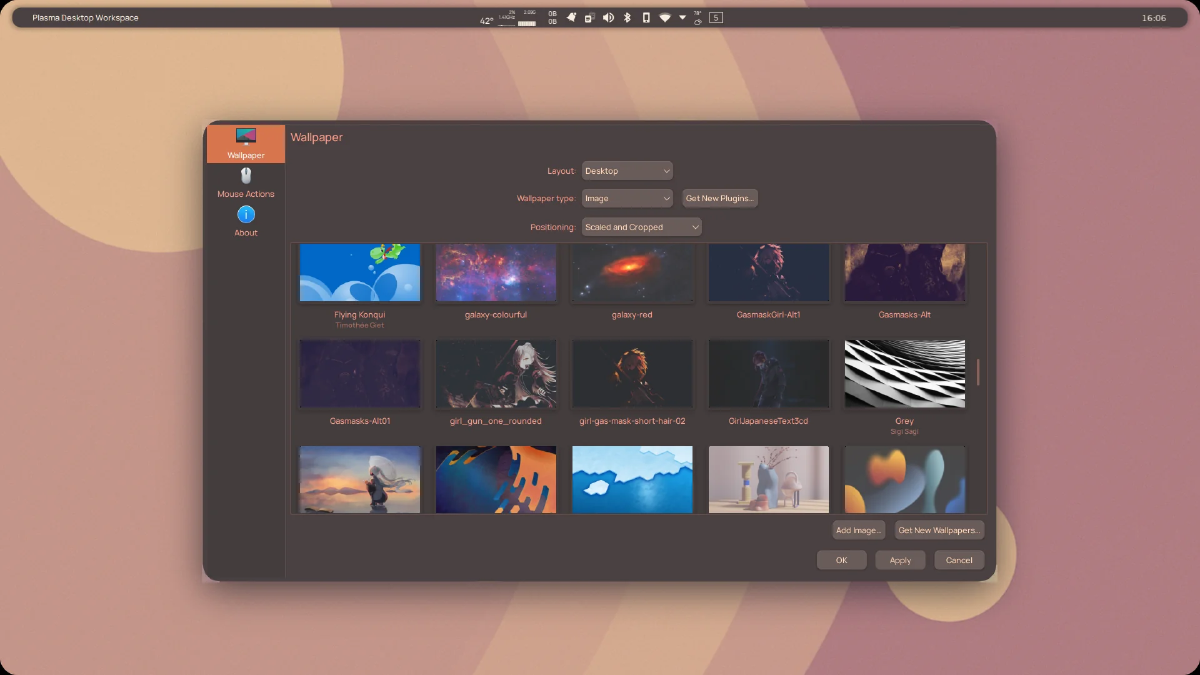 Plasma Desktop Workspace
42°
0B
0B
5
16:06
Wallpaper
Mouse Actions
About
Wallpaper
Layout: Desktop
Wallpaper type: Image Get New Plugins...
Positioning: Scaled and Cropped
Flying Konqui galaxy-colourful galaxy-red GasmaskGirl-Alt1 Gasmasks-Alt
Timothée Giet
Gasmasks-Alt01 girl_gun_one_rounded girl-gas-mask-short-hair-02 GirlJapaneseText3cd Grey
Sigi Sagi
Add Image... Get New Wallpapers...
OK Apply Cancel